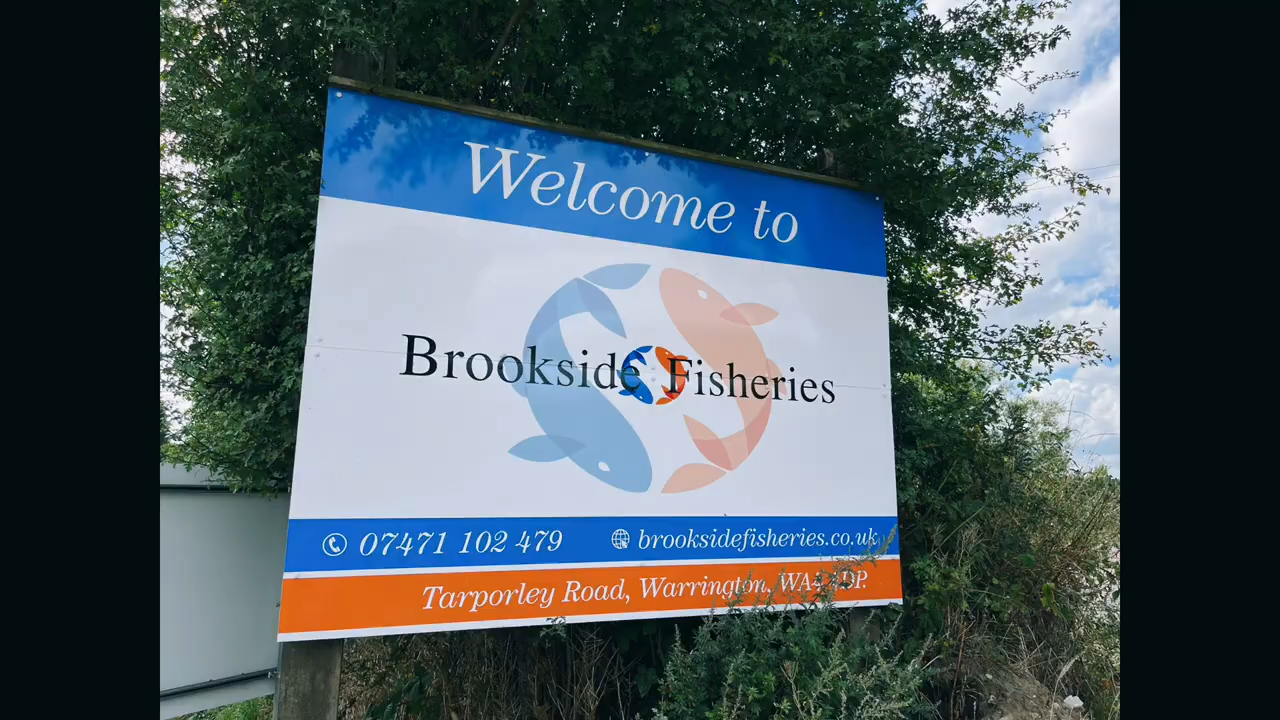 Welcome to
Brookside Fisheries
07471 102 479
brooksidefisheries.co.uk
Tarporley Road, Warrington,